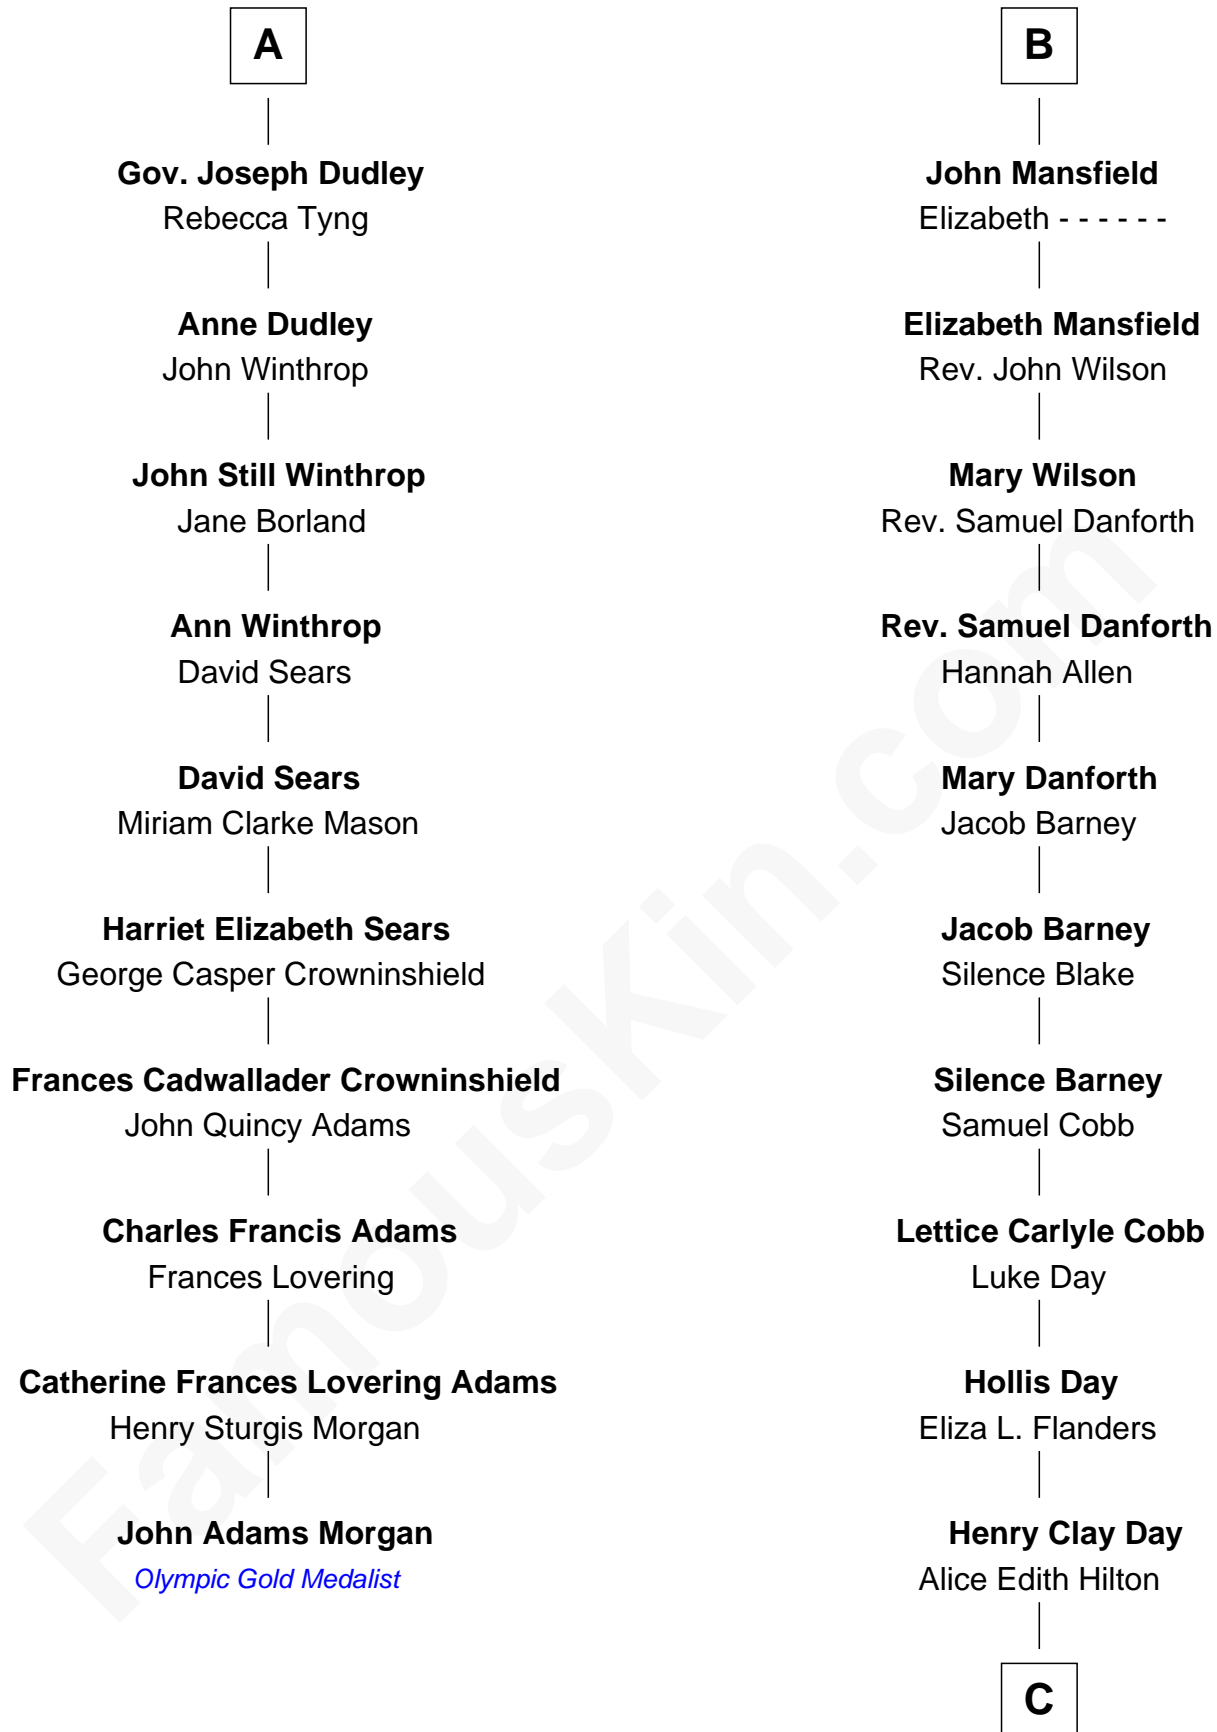 A
Gov. Joseph Dudley
Rebecca Tyng
Anne Dudley
John Winthrop
John Still Winthrop
Jane Borland
Ann Winthrop
David Sears
David Sears
Miriam Clarke Mason
Harriet Elizabeth Sears
George Casper Crowninshield
Frances Cadwallader Crowninshield
John Quincy Adams
Charles Francis Adams
Frances Lovering
Catherine Frances Lovering Adams
Henry Sturgis Morgan
John Adams Morgan
Olympic Gold Medalist
B
John Mansfield
Elizabeth - - - - - -
Elizabeth Mansfield
Rev. John Wilson
Mary Wilson
Rev. Samuel Danforth
Rev. Samuel Danforth
Hannah Allen
Mary Danforth
Jacob Barney
Jacob Barney
Silence Blake
Silence Barney
Samuel Cobb
Lettice Carlyle Cobb
Luke Day
Hollis Day
Eliza L. Flanders
Henry Clay Day
Alice Edith Hilton
C
FamousKin.com